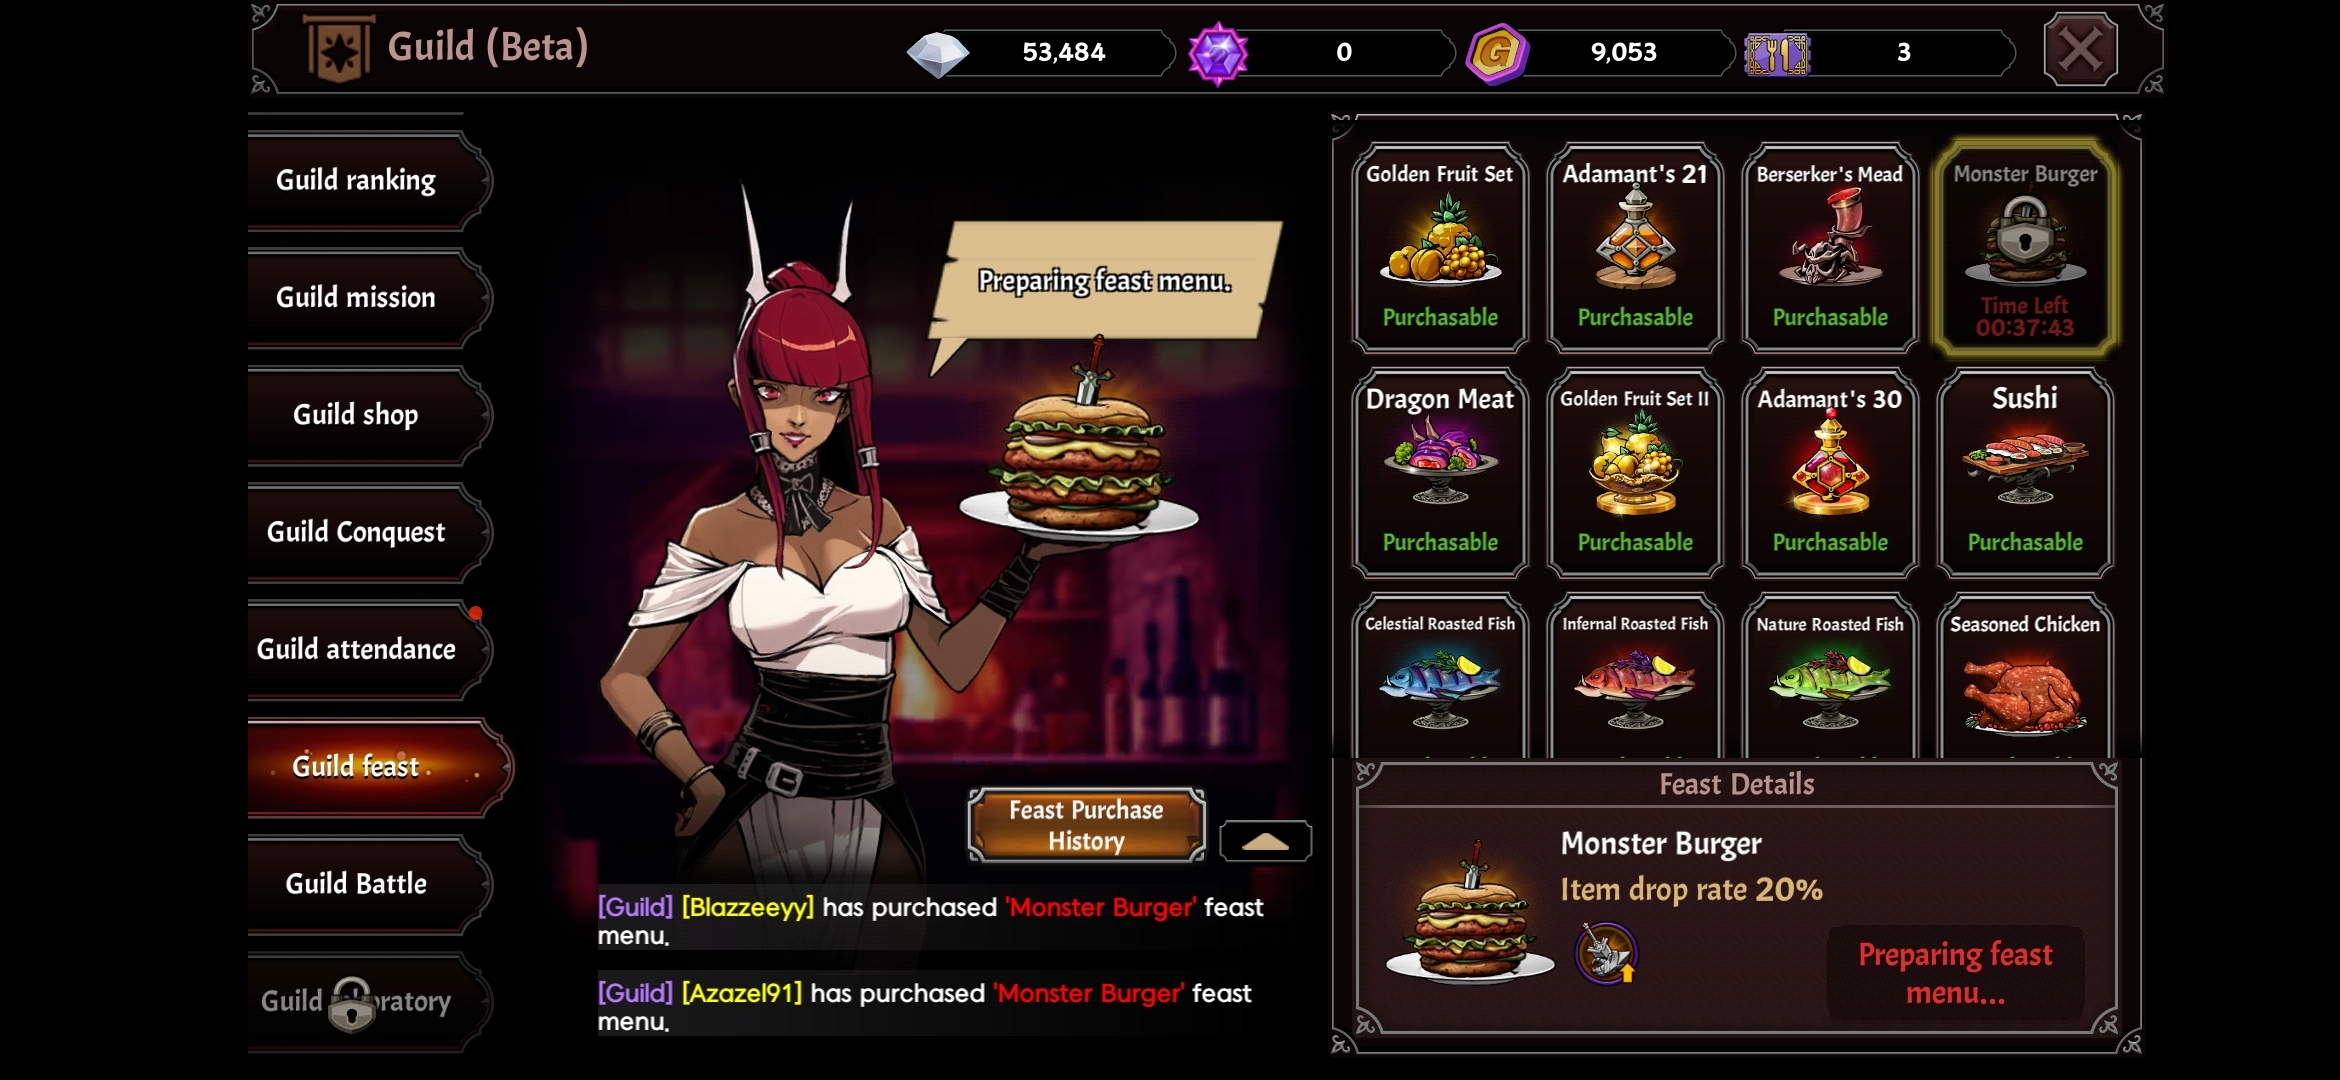 Guild (Beta)
53,484
0
9,053
3
Guild ranking
Guild mission
Guild shop
Guild Conquest
Guild attendance
Guild feast
Guild Battle
Guild
Preparing feast menu.
Feast Purchase
History
[Guild] [Blazzeeyy] has purchased 'Monster Burger' feast
menu.
[Guild] [Azazel91] has purchased 'Monster Burger' feast
menu.
Golden Fruit Set
Purchasable
Adamant's 21
Purchasable
Berserker's Mead
Purchasable
Monster Burger
Time Left
00:37:43
Dragon Meat
Purchasable
Golden Fruit Set II
Purchasable
Adamant's 30
Purchasable
Sushi
Purchasable
Celestial Roasted Fish
Infernal Roasted Fish
Nature Roasted Fish
Seasoned Chicken
Feast Details
Monster Burger
Item drop rate 20%
Preparing feast
menu...